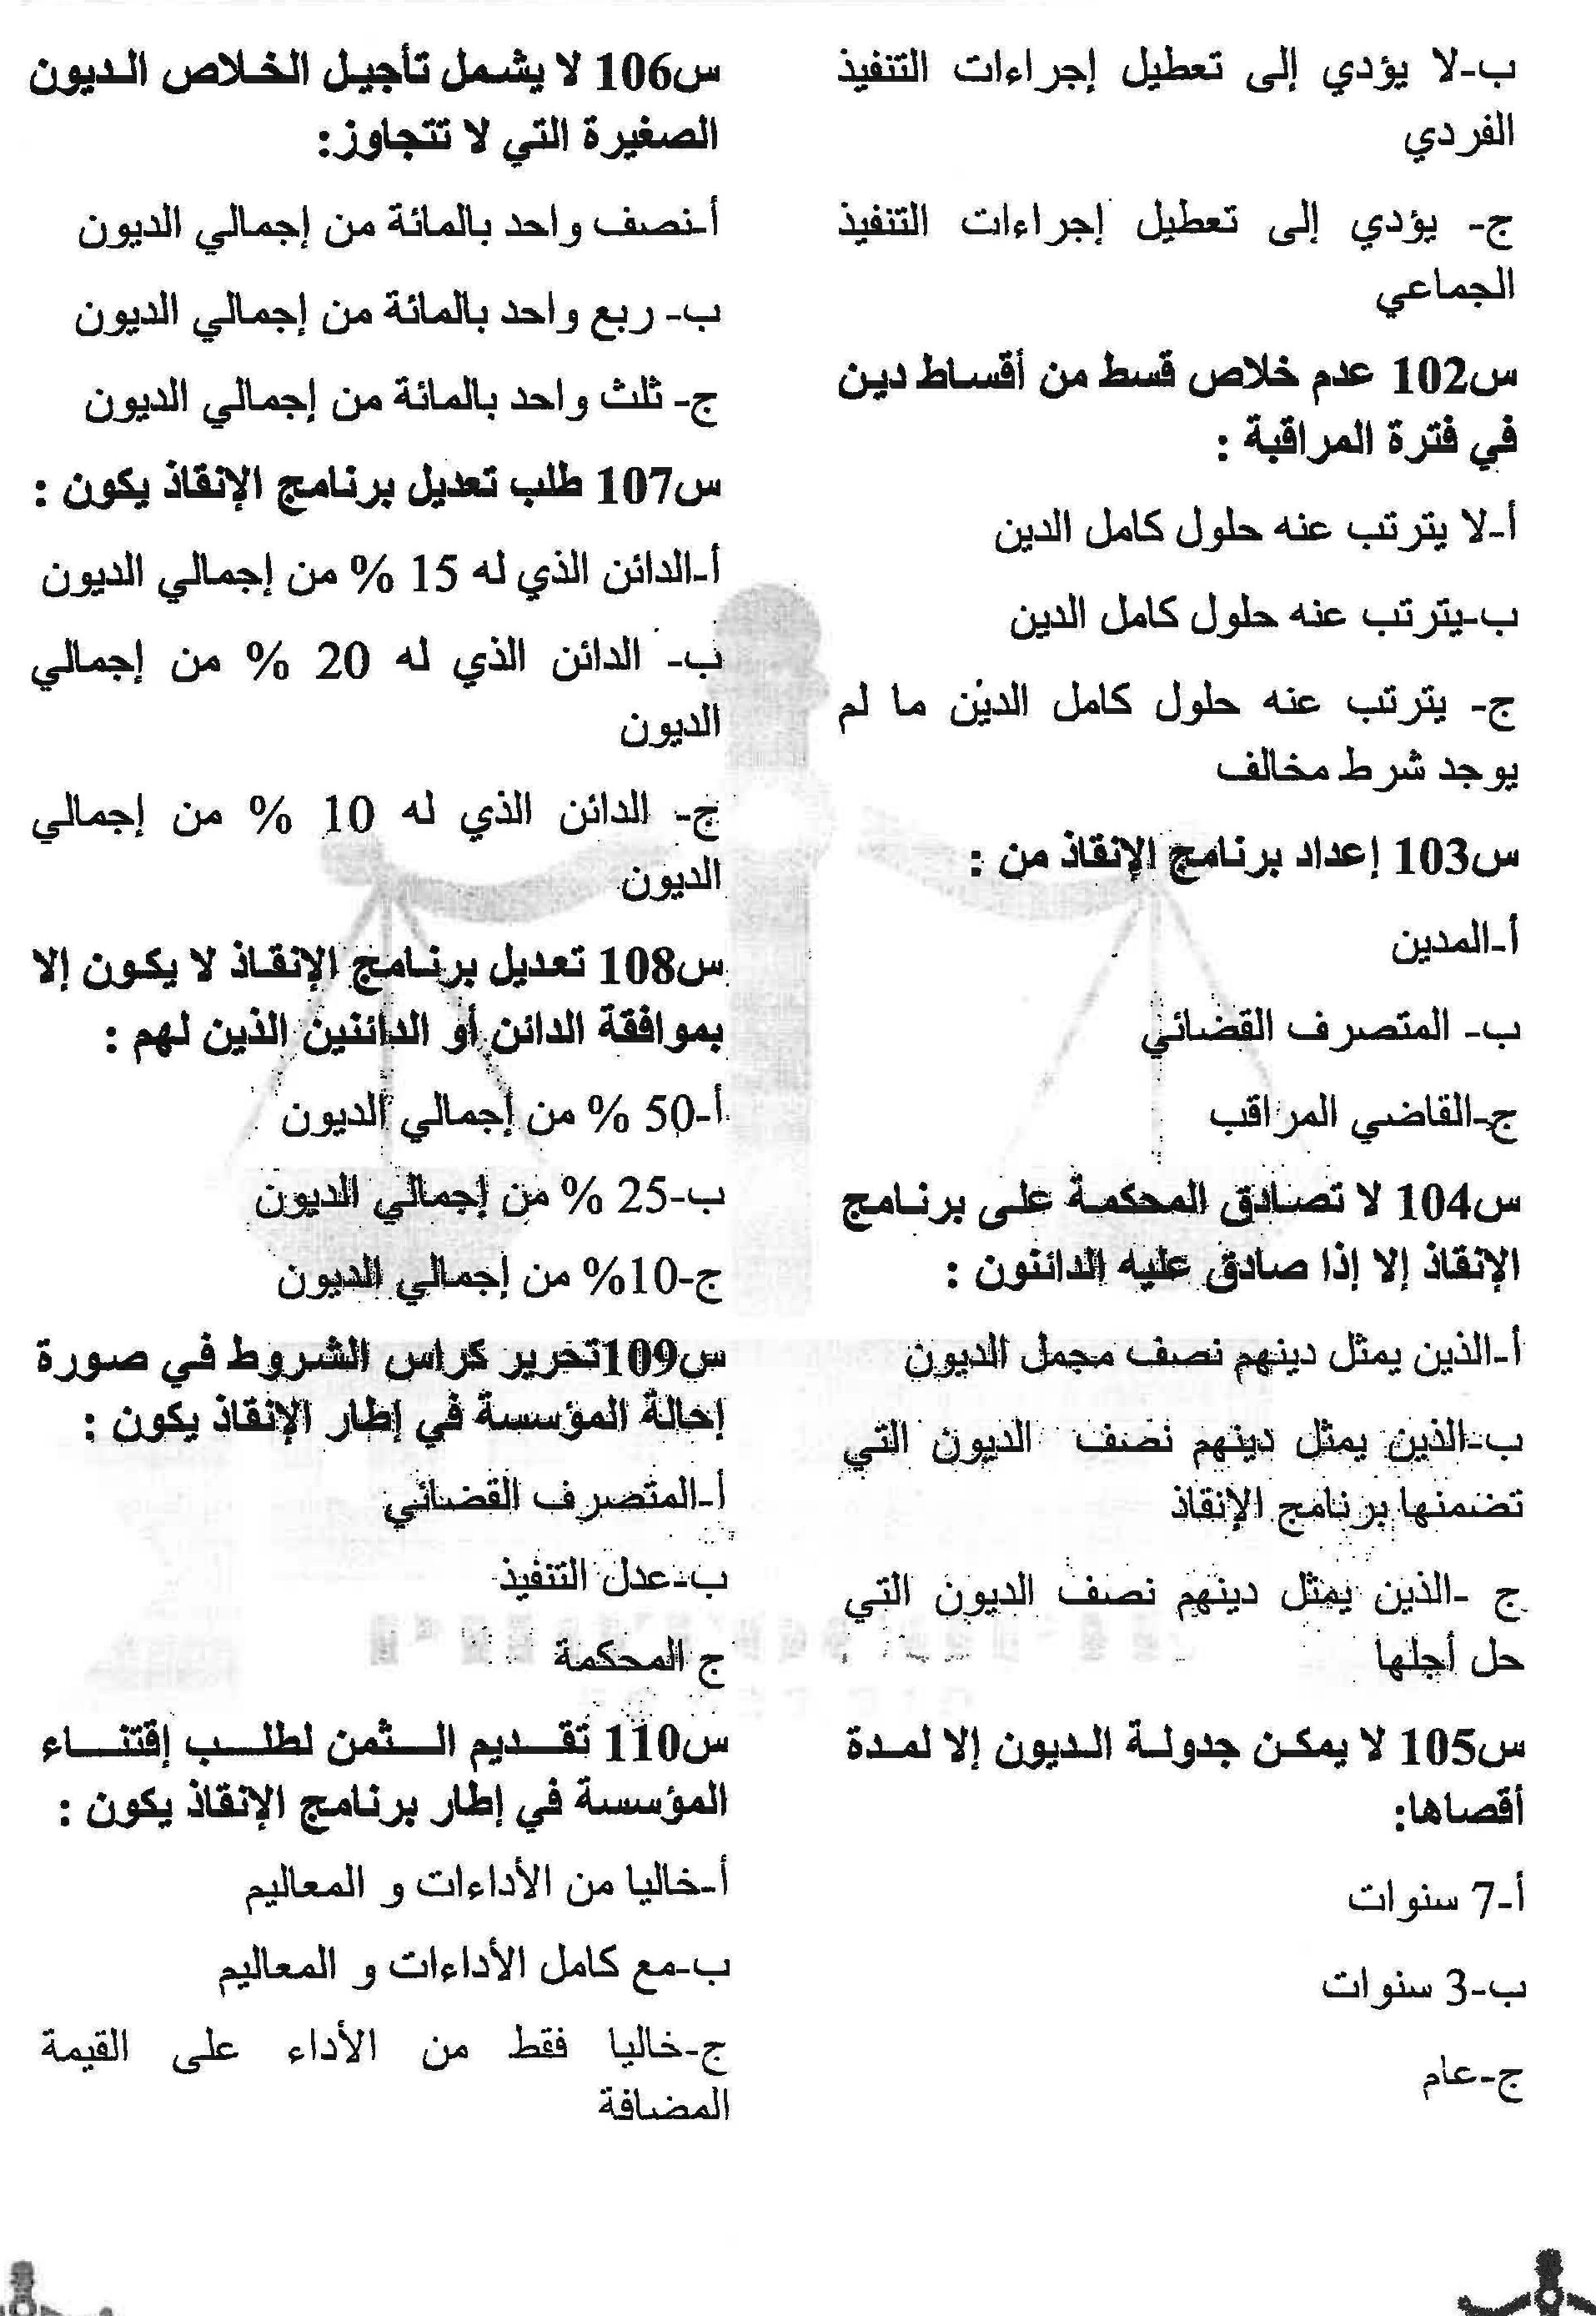 ب-لا يؤدي إلى تعطيل إجراءات التنفيذ
الفردي
ج- يؤدي إلى تعطيل إجراءات التنفيذ
الجماعي
س102 عدم خلاص قسط من أقساط دين
في فترة المراقبة :
أ-لا يترتب عنه حلول كامل الدين
ب-يترتب عنه حلول كامل الدين
ج- يترتب عنه حلول كامل الدين ما لم
يوجد شرط مخالف
س103 إعداد برنامج الإنقاذ من :
أ-المدين
ب- المتصرف القضائي
ج-القاضي المراقب
س104 لا تصادق المحكمة على برنامج
الإنقاذ إلا إذا صادق عليه الدائنون :
أ-الذين يمثل دينهم نصف مجمل الديون
ب-الذين يمثل دينهم نصف الديون التي
تضمنها برنامج الإنقاذ
ج -الذين يمثل دينهم نصف الديون التي
حل أجلها
س105 لا يمكن جدولة الديون إلا لمدة
أقصاها:
أ-7 سنوات
ب-3 سنوات
ج-عام
س106 لا يشمل تأجيل الخلاص الديون
الصغيرة التي لا تتجاوز:
أ-نصف واحد بالمائة من إجمالي الديون
ب- ربع واحد بالمائة من إجمالي الديون
ج- ثلث واحد بالمائة من إجمالي الديون
س107 طلب تعديل برنامج الإنقاذ يكون :
أ-الدائن الذي له 15 % من إجمالي الديون
ب- الدائن الذي له 20 % من إجمالي
الديون
ج- الدائن الذي له 10 % من إجمالي
الديون
س108 تعديل برنامج الإنقاذ لا يكون إلا
بموافقة الدائن أو الدائنين الذين لهم :
أ-50 % من إجمالي الديون
ب-25 % من إجمالي الديون
ج-10% من إجمالي الديون
س109تحرير كراس الشروط في صورة
إحالة المؤسسة في إطار الإنقاذ يكون :
أ-المتصرف القضائي
ب-عدل التنفيذ
ج المحكمة
س110 تقديم الثمن لطلب إقتناء
المؤسسة في إطار برنامج الإنقاذ يكون :
أ-خاليا من الأداءات و المعاليم
ب-مع كامل الأداءات و المعاليم
ج-خاليا فقط من الأداء على القيمة
المضافة